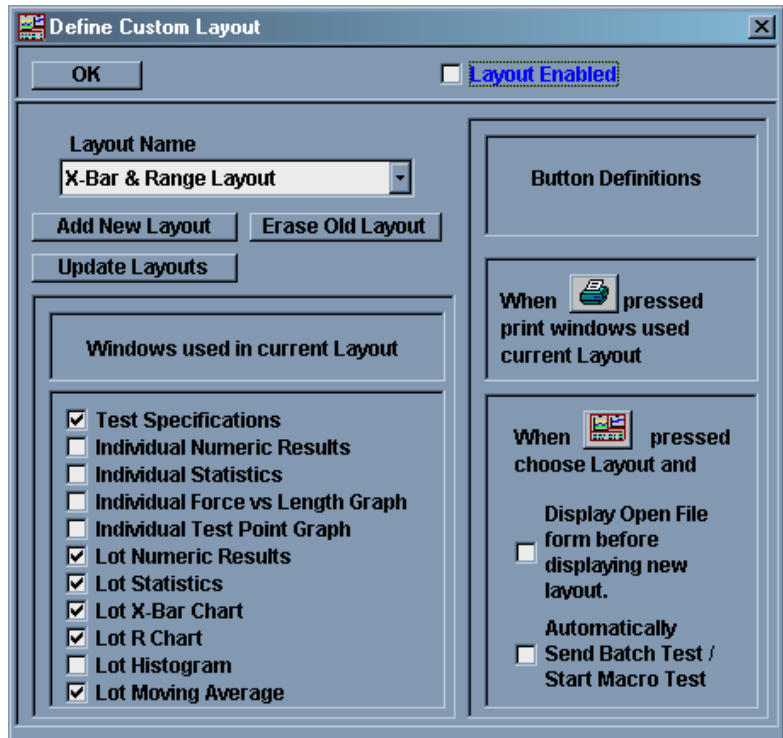 Define Custom Layout
OK
Layout Enabled
Layout Name
X-Bar & Range Layout
Add New Layout
Erase Old Layout
Update Layouts
Windows used in current Layout
Test Specifications
Individual Numeric Results
Individual Statistics
Individual Force vs Length Graph
Individual Test Point Graph
Lot Numeric Results
Lot Statistics
Lot X-Bar Chart
Lot R Chart
Lot Histogram
Lot Moving Average
Button Definitions
When pressed
print windows used
current Layout
When pressed
choose Layout and
Display Open File
form before
displaying new
layout.
Automatically
Send Batch Test /
Start Macro Test